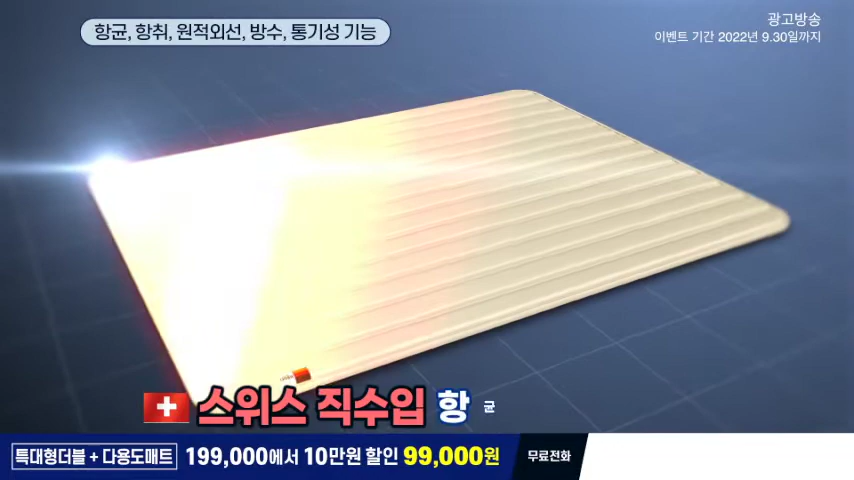 항균, 항취, 원적외선, 방수, 통기성 기능
광고방송
이벤트 기간 2022년 9.30일까지
스위스 직수입 항 균
특대형더블 + 다용도매트 199,000에서 10만원 할인 99,000원 무료전화